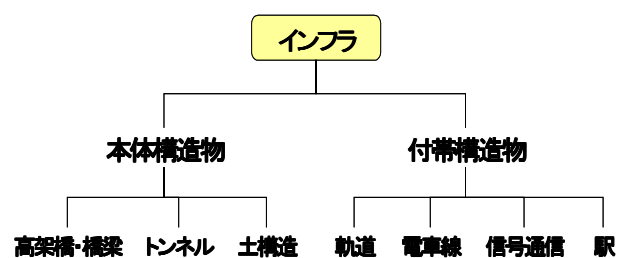 インフラ
本体構造物 付帯構造物
高架橋・橋梁 トンネル 土構造 軌道 電車線 信号通信 駅